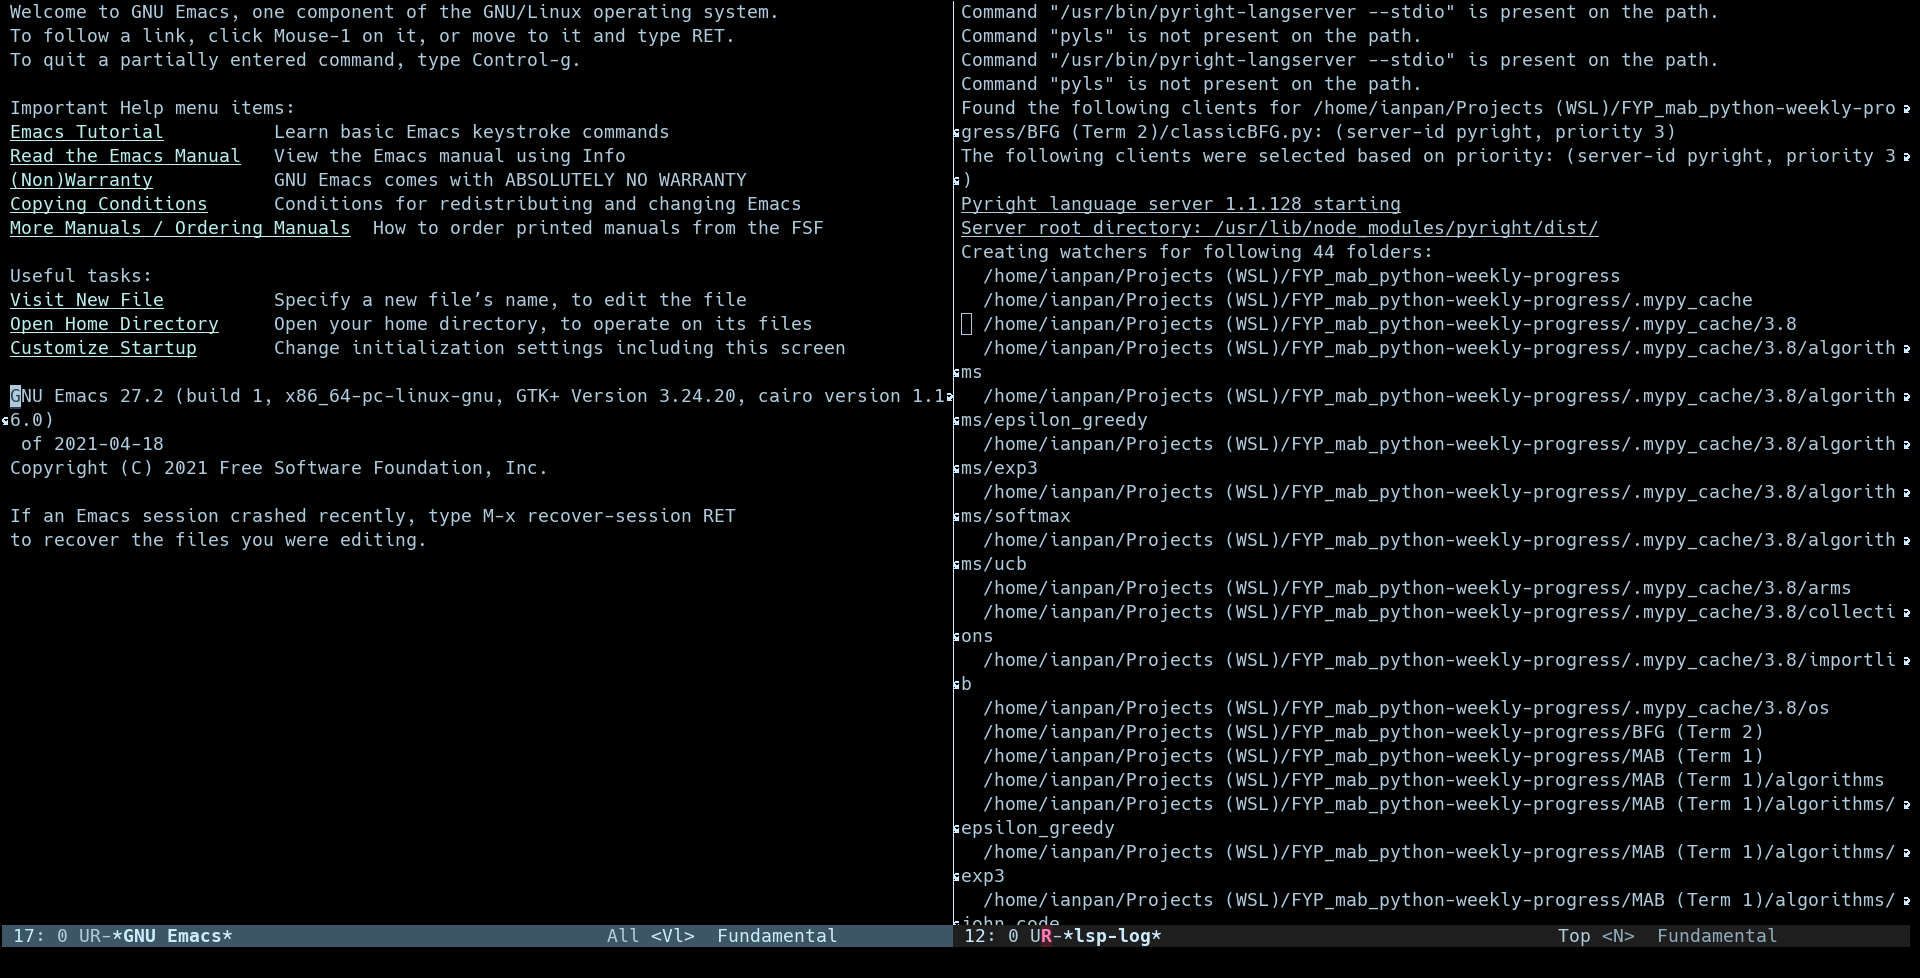 Welcome to GNU Emacs, one component of the GNU/Linux operating system.
To follow a link, click Mouse-1 on it, or move to it and type RET.
To quit a partially entered command, type Control-g.
Important Help menu items:
Emacs Tutorial Learn basic Emacs keystroke commands
Read the Emacs Manual View the Emacs manual using Info
(Non)Warranty GNU Emacs comes with ABSOLUTELY NO WARRANTY
Copying Conditions Conditions for redistributing and changing Emacs
More Manuals / Ordering Manuals How to order printed manuals from the FSF
Useful tasks:
Visit New File Specify a new file’s name, to edit the file
Open Home Directory Open your home directory, to operate on its files
Customize Startup Change initialization settings including this screen
GNU Emacs 27.2 (build 1, x86_64-pc-linux-gnu, GTK+ Version 3.24.20, cairo version 1.1
6.0)
of 2021-04-18
Copyright (C) 2021 Free Software Foundation, Inc.
If an Emacs session crashed recently, type M-x recover-session RET
to recover the files you were editing.
17: 0 UR-*GNU Emacs* All <Vl> Fundamental
Command "/usr/bin/pyright-langserver --stdio" is present on the path.
Command "pyls" is not present on the path.
Command "/usr/bin/pyright-langserver --stdio" is present on the path.
Command "pyls" is not present on the path.
Found the following clients for /home/ianpan/Projects (WSL)/FYP_mab_python-weekly-pro
gress/BFG (Term 2)/classicBFG.py: (server-id pyright, priority 3)
The following clients were selected based on priority: (server-id pyright, priority 3
)
Pyright language server 1.1.128 starting
Server root directory: /usr/lib/node_modules/pyright/dist/
Creating watchers for following 44 folders:
/home/ianpan/Projects (WSL)/FYP_mab_python-weekly-progress
/home/ianpan/Projects (WSL)/FYP_mab_python-weekly-progress/.mypy_cache
/home/ianpan/Projects (WSL)/FYP_mab_python-weekly-progress/.mypy_cache/3.8
/home/ianpan/Projects (WSL)/FYP_mab_python-weekly-progress/.mypy_cache/3.8/algorith
ms
/home/ianpan/Projects (WSL)/FYP_mab_python-weekly-progress/.mypy_cache/3.8/algorith
ms/epsilon_greedy
/home/ianpan/Projects (WSL)/FYP_mab_python-weekly-progress/.mypy_cache/3.8/algorith
ms/exp3
/home/ianpan/Projects (WSL)/FYP_mab_python-weekly-progress/.mypy_cache/3.8/algorith
ms/softmax
/home/ianpan/Projects (WSL)/FYP_mab_python-weekly-progress/.mypy_cache/3.8/algorith
ms/ucb
/home/ianpan/Projects (WSL)/FYP_mab_python-weekly-progress/.mypy_cache/3.8/arms
/home/ianpan/Projects (WSL)/FYP_mab_python-weekly-progress/.mypy_cache/3.8/collecti
ons
/home/ianpan/Projects (WSL)/FYP_mab_python-weekly-progress/.mypy_cache/3.8/importli
b
/home/ianpan/Projects (WSL)/FYP_mab_python-weekly-progress/.mypy_cache/3.8/os
/home/ianpan/Projects (WSL)/FYP_mab_python-weekly-progress/BFG (Term 2)
/home/ianpan/Projects (WSL)/FYP_mab_python-weekly-progress/MAB (Term 1)
/home/ianpan/Projects (WSL)/FYP_mab_python-weekly-progress/MAB (Term 1)/algorithms
/home/ianpan/Projects (WSL)/FYP_mab_python-weekly-progress/MAB (Term 1)/algorithms/
epsilon_greedy
/home/ianpan/Projects (WSL)/FYP_mab_python-weekly-progress/MAB (Term 1)/algorithms/
exp3
/home/ianpan/Projects (WSL)/FYP_mab_python-weekly-progress/MAB (Term 1)/algorithms/
john_code
12: 0 UR-*lsp-log* Top <N> Fundamental